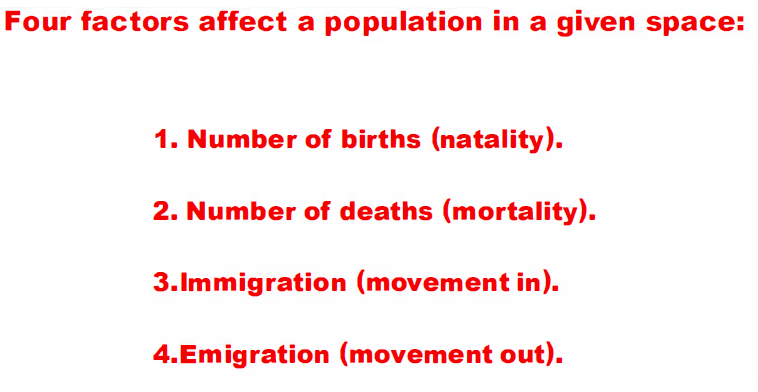 Four factors affect a population in a given space:
1. Number of births (natality).
2. Number of deaths (mortality).
3.Immigration (movement in).
4.Emigration (movement out).